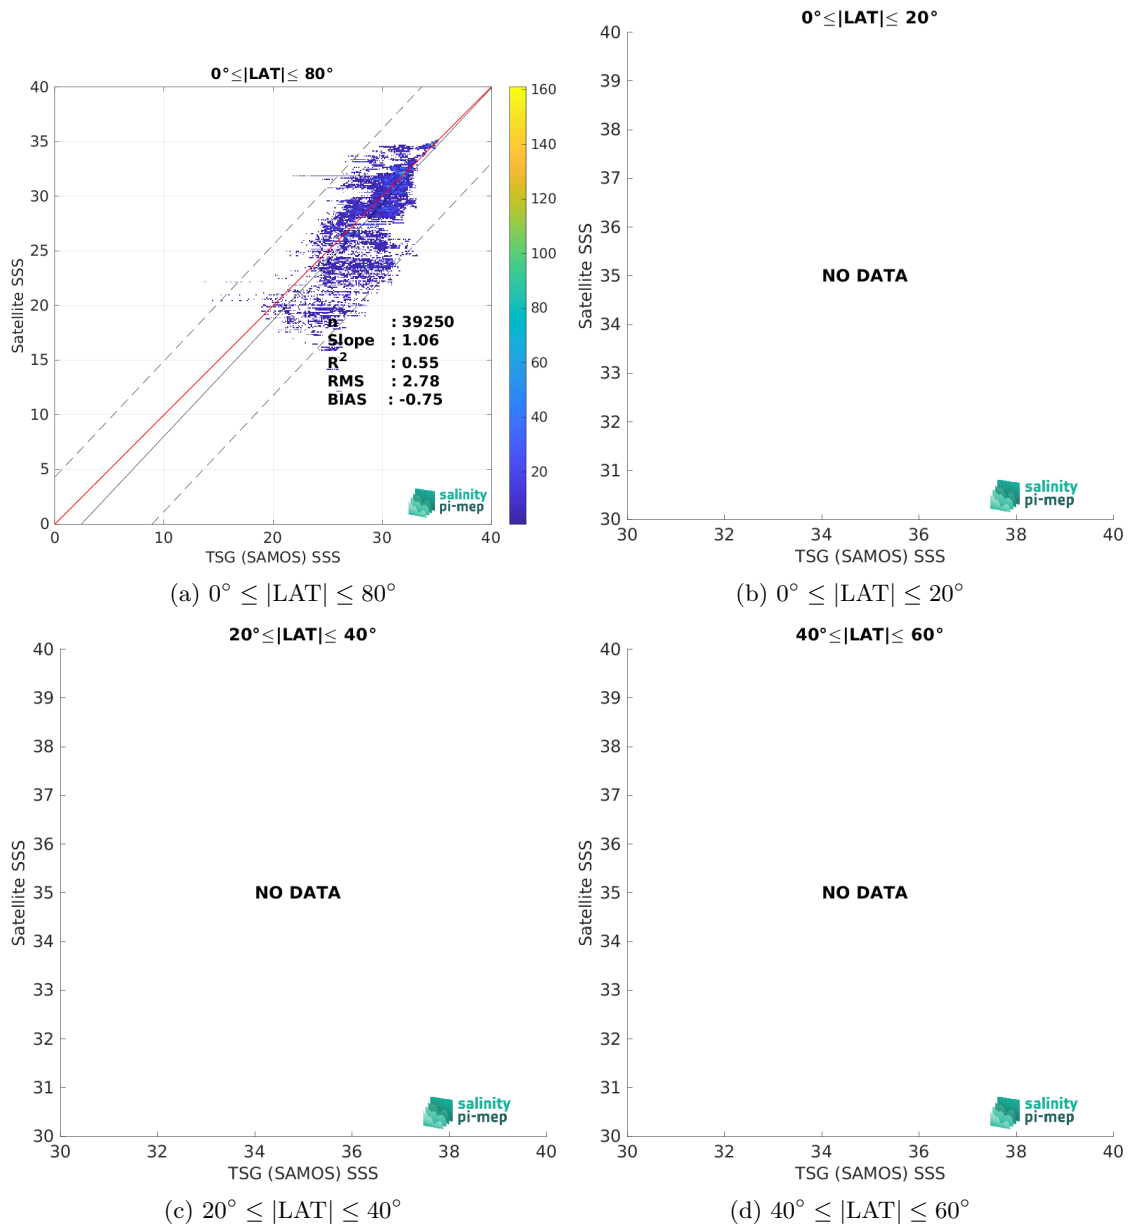 0°≤|LAT|≤ 80°
40
35
30
25
20
15
10
5
0
0
10
20
30
40
Satellite SSS
TSG (SAMOS) SSS
n : 39250
Slope : 1.06
R² : 0.55
RMS : 2.78
BIAS : -0.75
160
140
120
100
80
60
40
20
salinity
pi-mep
(a) 0° ≤ |LAT| ≤ 80°
0°≤|LAT|≤ 20°
40
39
38
37
36
35
34
33
32
31
30
30
32
34
36
38
40
Satellite SSS
NO DATA
TSG (SAMOS) SSS
salinity
pi-mep
(b) 0° ≤ |LAT| ≤ 20°
20°≤|LAT|≤ 40°
40
39
38
37
36
35
34
33
32
31
30
30
32
34
36
38
40
Satellite SSS
NO DATA
TSG (SAMOS) SSS
salinity
pi-mep
(c) 20° ≤ |LAT| ≤ 40°
40°≤|LAT|≤ 60°
40
39
38
37
36
35
34
33
32
31
30
30
32
34
36
38
40
Satellite SSS
NO DATA
TSG (SAMOS) SSS
salinity
pi-mep
(d) 40° ≤ |LAT| ≤ 60°